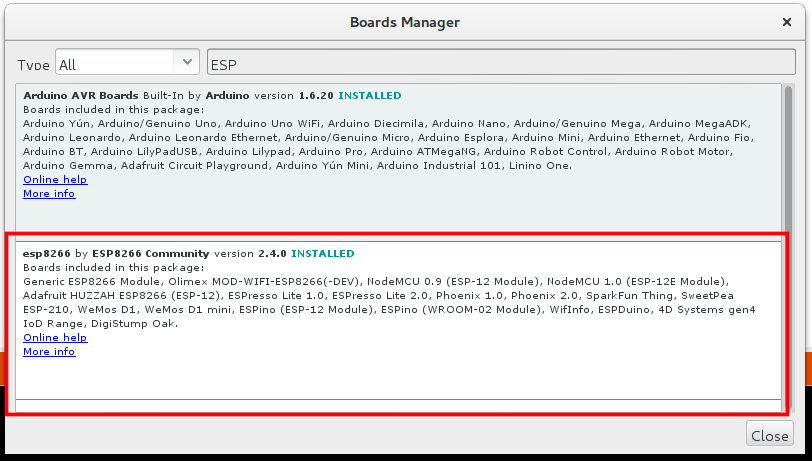 Boards Manager
Type All ESP
Arduino AVR Boards Built-In by Arduino version 1.6.20 INSTALLED
Boards included in this package:
Arduino Yún, Arduino/Genuino Uno, Arduino Uno WiFi, Arduino Diecimila, Arduino Nano, Arduino/Genuino Mega, Arduino MegaADK,
Arduino Leonardo, Arduino Leonardo Ethernet, Arduino/Genuino Micro, Arduino Esplora, Arduino Mini, Arduino Ethernet, Arduino Fio,
Arduino BT, Arduino LilyPadUSB, Arduino Lilypad, Arduino Pro, Arduino ATMegaNG, Arduino Robot Control, Arduino Robot Motor,
Arduino Gemma, Adafruit Circuit Playground, Arduino Yún Mini, Arduino Industrial 101, Linino One.
Online help
More info
esp8266 by ESP8266 Community version 2.4.0 INSTALLED
Boards included in this package:
Generic ESP8266 Module, Olimex MOD-WIFI-ESP8266(-DEV), NodeMCU 0.9 (ESP-12 Module), NodeMCU 1.0 (ESP-12E Module),
Adafruit HUZZAH ESP8266 (ESP-12), ESPresso Lite 1.0, ESPresso Lite 2.0, Phoenix 1.0, Phoenix 2.0, SparkFun Thing, SweetPea
ESP-210, WeMos D1, WeMos D1 mini, ESPino (ESP-12 Module), ESPino (WROOM-02 Module), WifInfo, ESPDuino, 4D Systems gen4
IoD Range, DigiStump Oak.
Online help
More info
Close